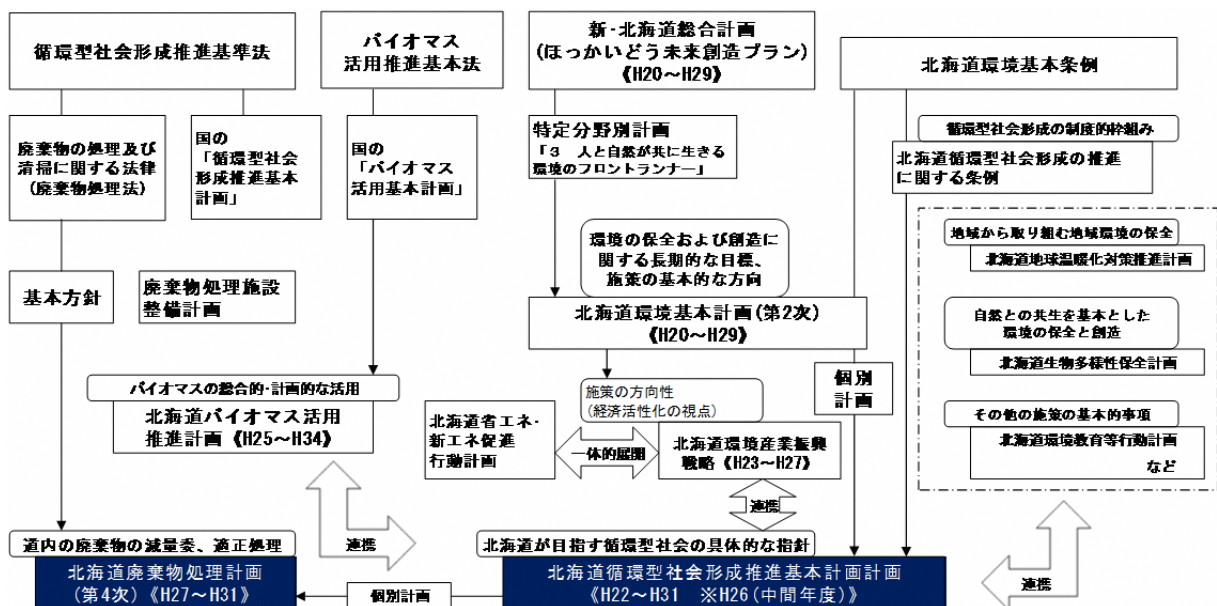 循環型社会形成推進基準法
バイオマス
活用推進基本法
新・北海道総合計画
(ほっかいどう未来創造プラン)
《H20～H29》
北海道環境基本条例
廃棄物の処理及び
清掃に関する法律
(廃棄物処理法)
国の
「循環型社会
形成推進基本
計画」
国の
「バイオマス
活用基本計画」
特定分野別計画
「３　人と自然が共に生きる
環境のフロントランナー」
循環型社会形成の制度的枠組み
北海道循環型社会形成の推進
に関する条例
基本方針
廃棄物処理施設
整備計画
環境の保全および創造に
関する長期的な目標、
施策の基本的な方向
北海道環境基本計画(第2次)
《H20～H29》
地域から取り組む地域環境の保全
北海道地球温暖化対策推進計画
自然との共生を基本とした
環境の保全と創造
北海道生物多様性保全計画
その他の施策の基本的事項
北海道環境教育等行動計画
など
バイオマスの総合的・計画的な活用
北海道バイオマス活用
推進計画《H25～H34》
施策の方向性
(経済活性化の視点)
個別
計画
北海道省エネ・
新エネ促進
行動計画
一体的展開
北海道環境産業振興
戦略《H23～H27》
連携
連携
連携
道内の廃棄物の減量委、適正処理
北海道廃棄物処理計画
(第4次)《H27～H31》
個別計画
北海道が目指す循環型社会の具体的な指針
北海道循環型社会形成推進基本計画計画
《H22～H31　※H26(中間年度)》